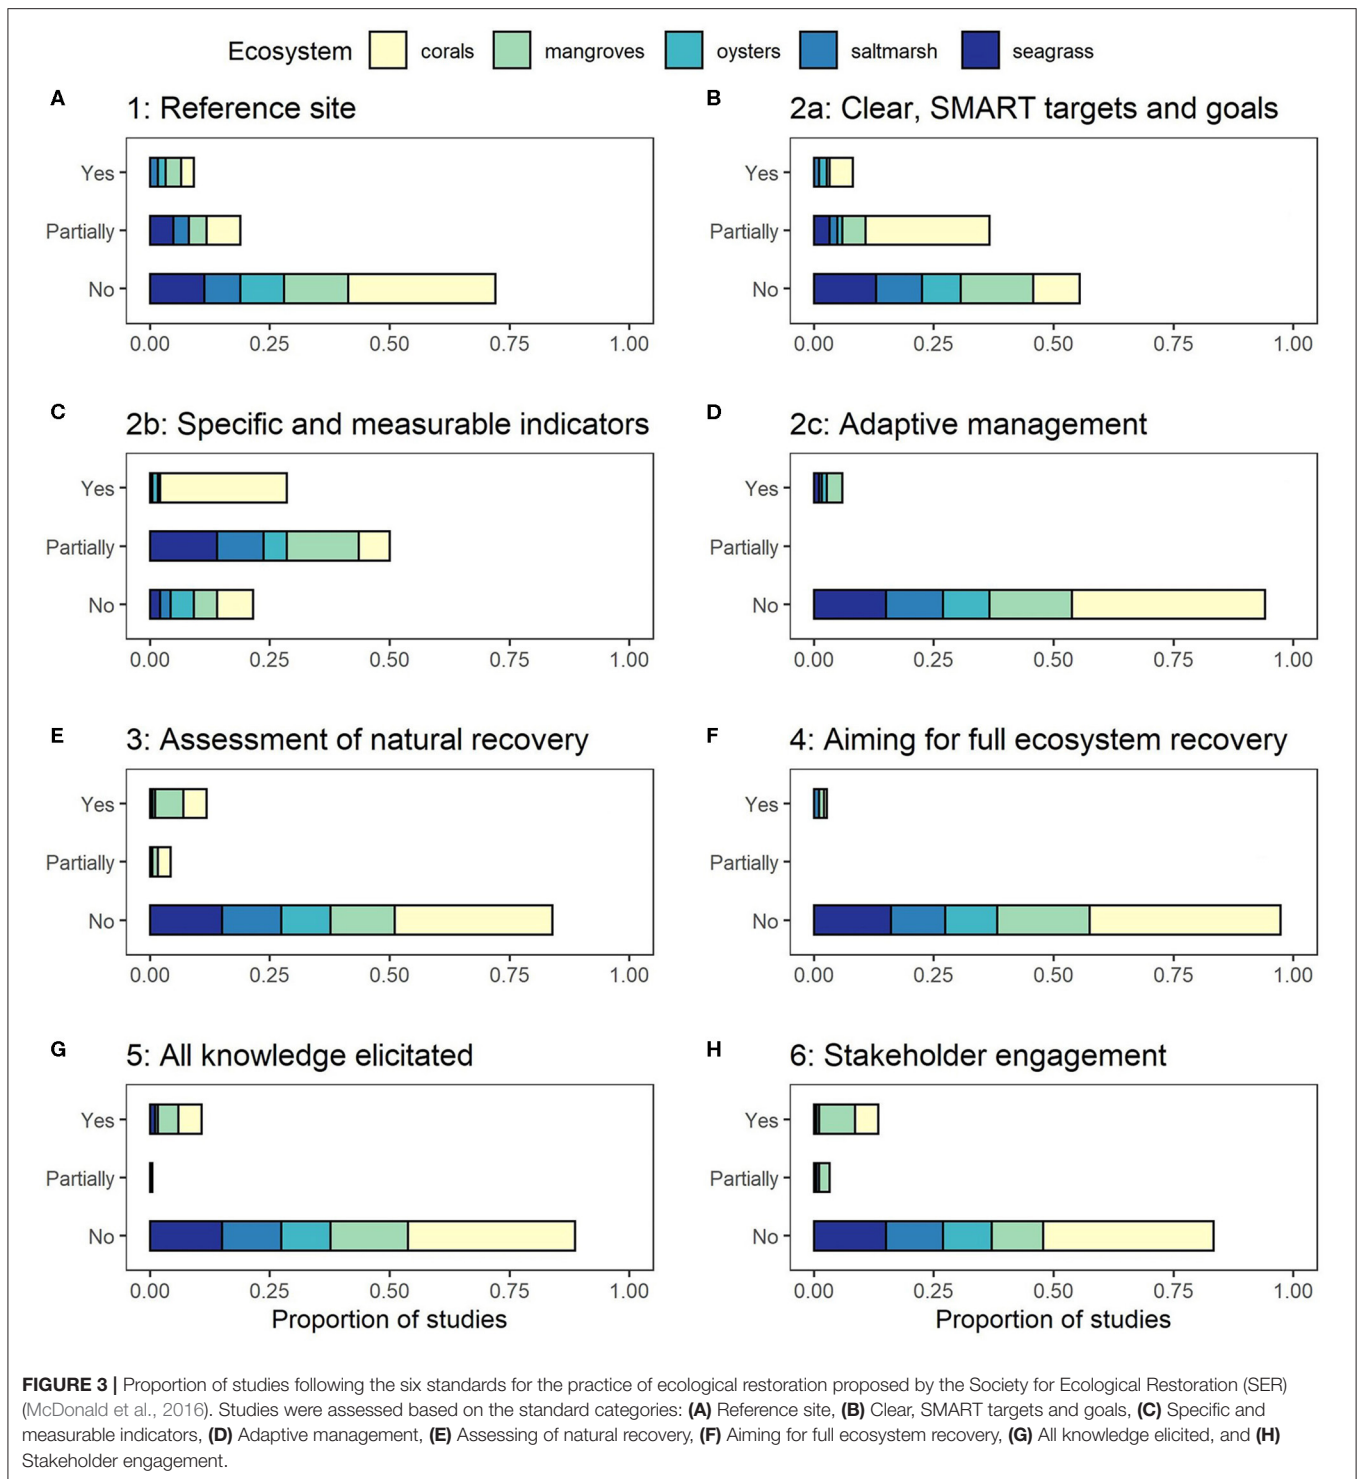 Ecosystem corals mangroves oysters saltmarsh seagrass
A
1: Reference site
Yes
Partially
No
0.00 0.25 0.50 0.75 1.00
B
2a: Clear, SMART targets and goals
Yes
Partially
No
0.00 0.25 0.50 0.75 1.00
C
2b: Specific and measurable indicators
Yes
Partially
No
0.00 0.25 0.50 0.75 1.00
D
2c: Adaptive management
Yes
Partially
No
0.00 0.25 0.50 0.75 1.00
E
3: Assessment of natural recovery
Yes
Partially
No
0.00 0.25 0.50 0.75 1.00
F
4: Aiming for full ecosystem recovery
Yes
Partially
No
0.00 0.25 0.50 0.75 1.00
G
5: All knowledge elicitated
Yes
Partially
No
0.00 0.25 0.50 0.75 1.00
Proportion of studies
H
6: Stakeholder engagement
Yes
Partially
No
0.00 0.25 0.50 0.75 1.00
Proportion of studies
FIGURE 3 | Proportion of studies following the six standards for the practice of ecological restoration proposed by the Society for Ecological Restoration (SER)
(McDonald et al., 2016). Studies were assessed based on the standard categories: (A) Reference site, (B) Clear, SMART targets and goals, (C) Specific and
measurable indicators, (D) Adaptive management, (E) Assessing of natural recovery, (F) Aiming for full ecosystem recovery, (G) All knowledge elicited, and (H)
Stakeholder engagement.